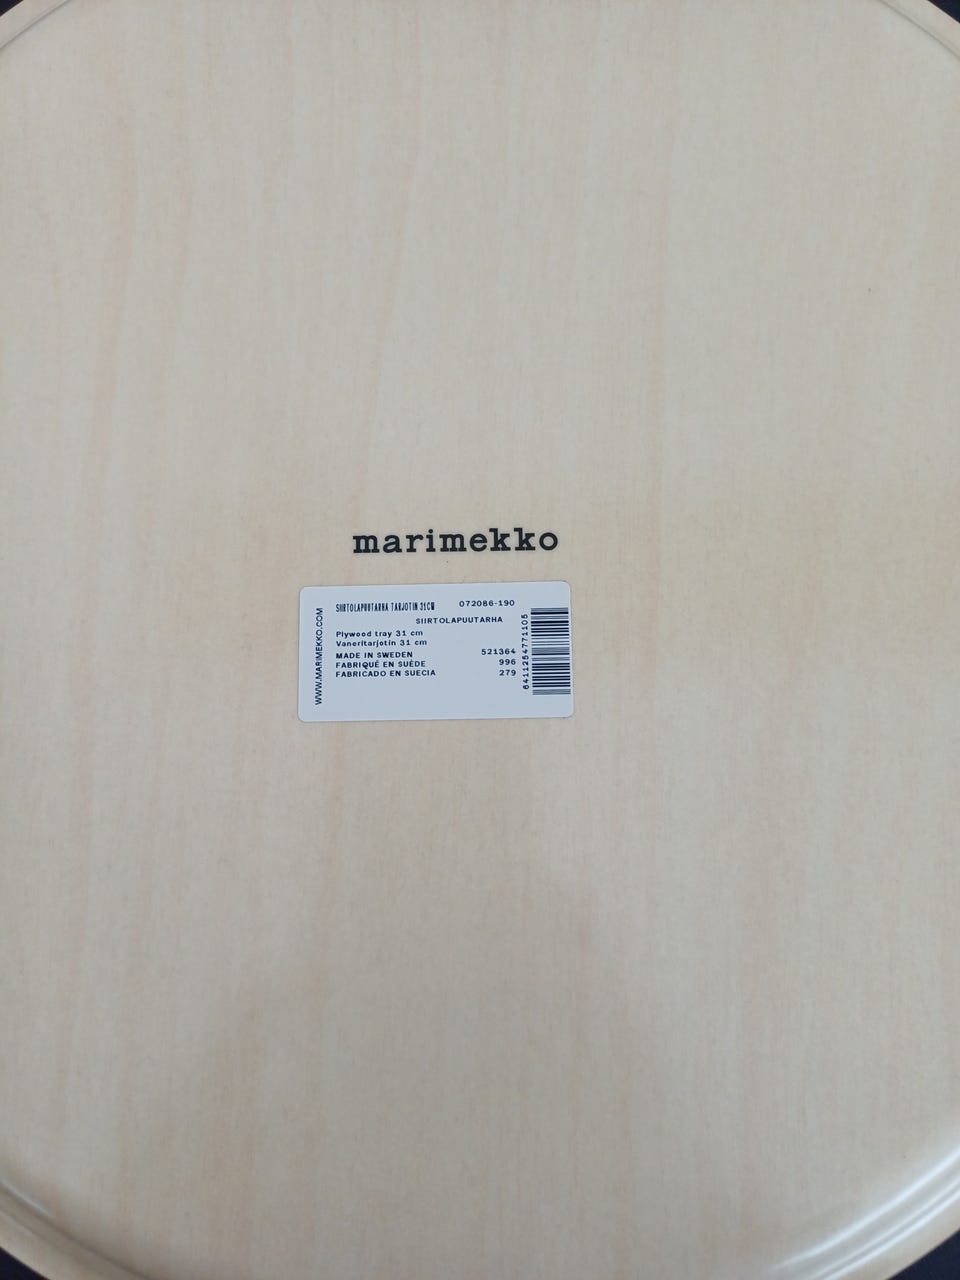 marimekko
WWW.MARIMEKKO.COM
SIIRTOLAPUUTARHA TARJOTIN 31CM 072086-190
SIIRTOLAPUUTARHA
Plywood tray 31 cm
Vaneritarjotin 31 cm
MADE IN SWEDEN 521364
FABRIQUÉ EN SUÈDE 996
FABRICADO EN SUECIA 279
6411254771105